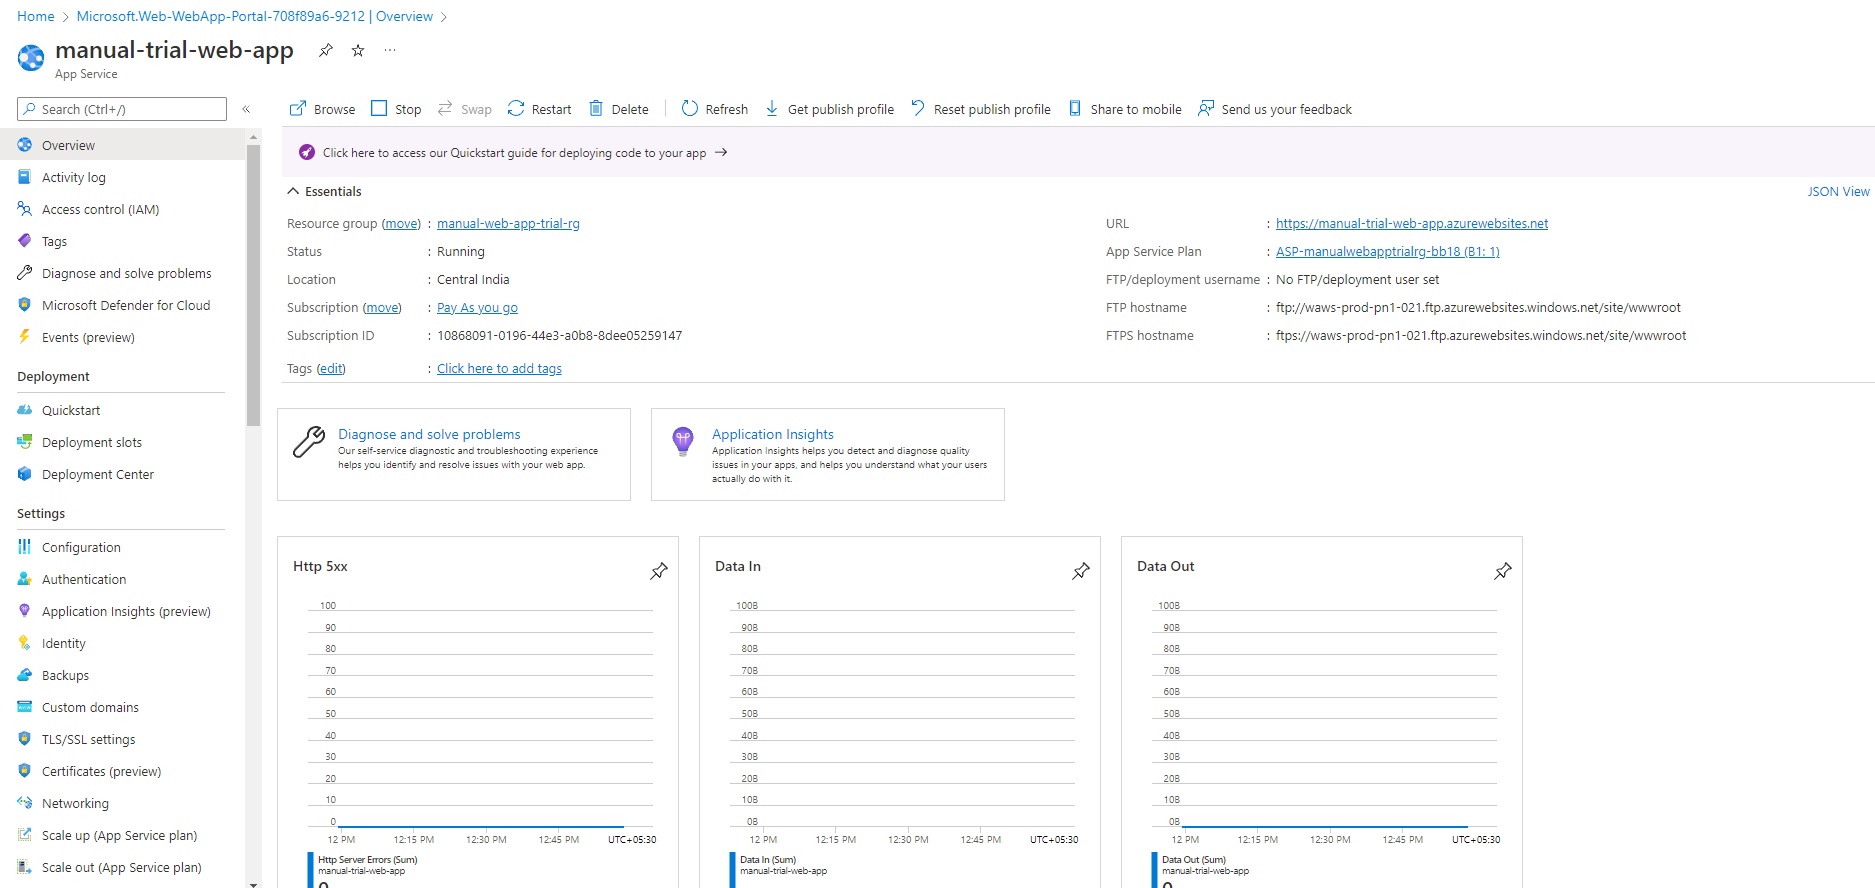 Home > Microsoft.Web-WebApp-Portal-708f89a6-9212 | Overview >
manual-trial-web-app ...
App Service
Search (Ctrl+/) «
Overview
Activity log
Access control (IAM)
Tags
Diagnose and solve problems
Microsoft Defender for Cloud
Events (preview)
Deployment
Quickstart
Deployment slots
Deployment Center
Settings
Configuration
Authentication
Application Insights (preview)
Identity
Backups
Custom domains
TLS/SSL settings
Certificates (preview)
Networking
Scale up (App Service plan)
Scale out (App Service plan)
Browse Stop Swap Restart Delete Refresh Get publish profile Reset publish profile Share to mobile Send us your feedback
Click here to access our Quickstart guide for deploying code to your app →
Essentials JSON View
Resource group (move) : manual-web-app-trial-rg
Status : Running
Location : Central India
Subscription (move) : Pay As you go
Subscription ID : 10868091-0196-44e3-a0b8-8dee05259147
Tags (edit) : Click here to add tags
URL : https://manual-trial-web-app.azurewebsites.net
App Service Plan : ASP-manualwebapptrialrg-bb18 (B1: 1)
FTP/deployment username : No FTP/deployment user set
FTP hostname : ftp://waws-prod-pn1-021.ftp.azurewebsites.windows.net/site/wwwroot
FTPS hostname : ftps://waws-prod-pn1-021.ftp.azurewebsites.windows.net/site/wwwroot
Diagnose and solve problems
Our self-service diagnostic and troubleshooting experience
helps you identify and resolve issues with your web app.
Application Insights
Application Insights helps you detect and diagnose quality
issues in your apps, and helps you understand what your users
actually do with it.
Http 5xx
100
90
80
70
60
50
40
30
20
10
0
12 PM 12:15 PM 12:30 PM 12:45 PM UTC+05:30
Http Server Errors (Sum)
manual-trial-web-app
0
Data In
100B
90B
80B
70B
60B
50B
40B
30B
20B
10B
0B
12 PM 12:15 PM 12:30 PM 12:45 PM UTC+05:30
Data In (Sum)
manual-trial-web-app
Data Out
100B
90B
80B
70B
60B
50B
40B
30B
20B
10B
0B
12 PM 12:15 PM 12:30 PM 12:45 PM UTC+05:30
Data Out (Sum)
manual-trial-web-app
0